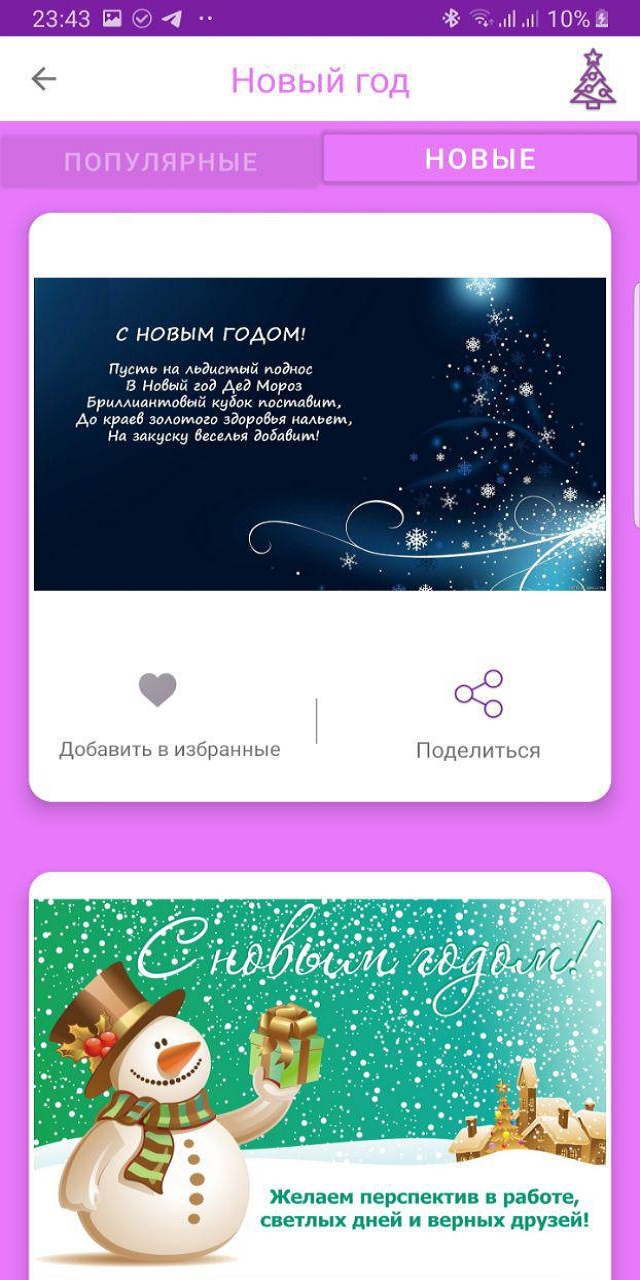 23:43
10%
Новый год
ПОПУЛЯРНЫЕ
НОВЫЕ
С НОВЫМ ГОДОМ!
Пусть на льдистый поднос
В Новый год Дед Мороз
Бриллиантовый кубок поставит,
До краев золотого здоровья нальет,
На закуску веселья добавит!
Добавить в избранные
Поделиться
С новым годом!
Желаем перспектив в работе,
светлых дней и верных друзей!